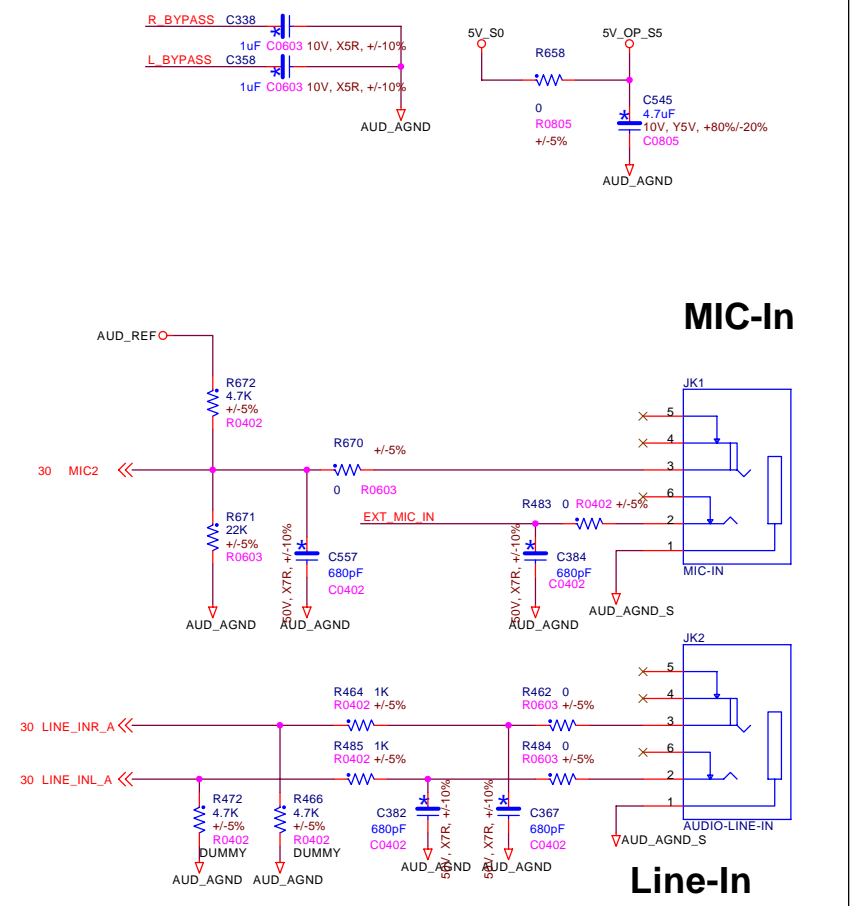 R_BYPASS C338
1uF C0603 10V, X5R, +/-10%
L_BYPASS C358
1uF C0603 10V, X5R, +/-10%
AUD_AGND
5V_S0
5V_OP_S5
R658
0
R0805
+/-5%
C545
4.7uF
10V, Y5V, +80%/-20%
C0805
AUD_AGND
MIC-In
AUD_REF
R672
4.7K
+/-5%
R0402
30 MIC2
R670
+/-5%
0 R0603
R671
22K
+/-5%
R0603
AUD_AGND
50V, X7R, +/-10%
C557
680pF
C0402
AUD_AGND
EXT_MIC_IN
R483 0 R0402 +/-5%
50V, X7R, +/-10%
C384
680pF
C0402
AUD_AGND
JK1
5
4
3
6
2
1
MIC-IN
AUD_AGND_S
JK2
5
4
3
6
2
1
AUDIO-LINE-IN
AUD_AGND_S
30 LINE_INR_A
R464 1K
R0402 +/-5%
R462 0
R0603 +/-5%
30 LINE_INL_A
R485 1K
R0402 +/-5%
R484 0
R0603 +/-5%
R472
4.7K
+/-5%
R0402
DUMMY
AUD_AGND
R466
4.7K
+/-5%
R0402
DUMMY
AUD_AGND
C382
680pF
C0402
50V, X7R, +/-10%
AUD_AGND
50V, X7R, +/-10%
C367
680pF
C0402
AUD_AGND
Line-In